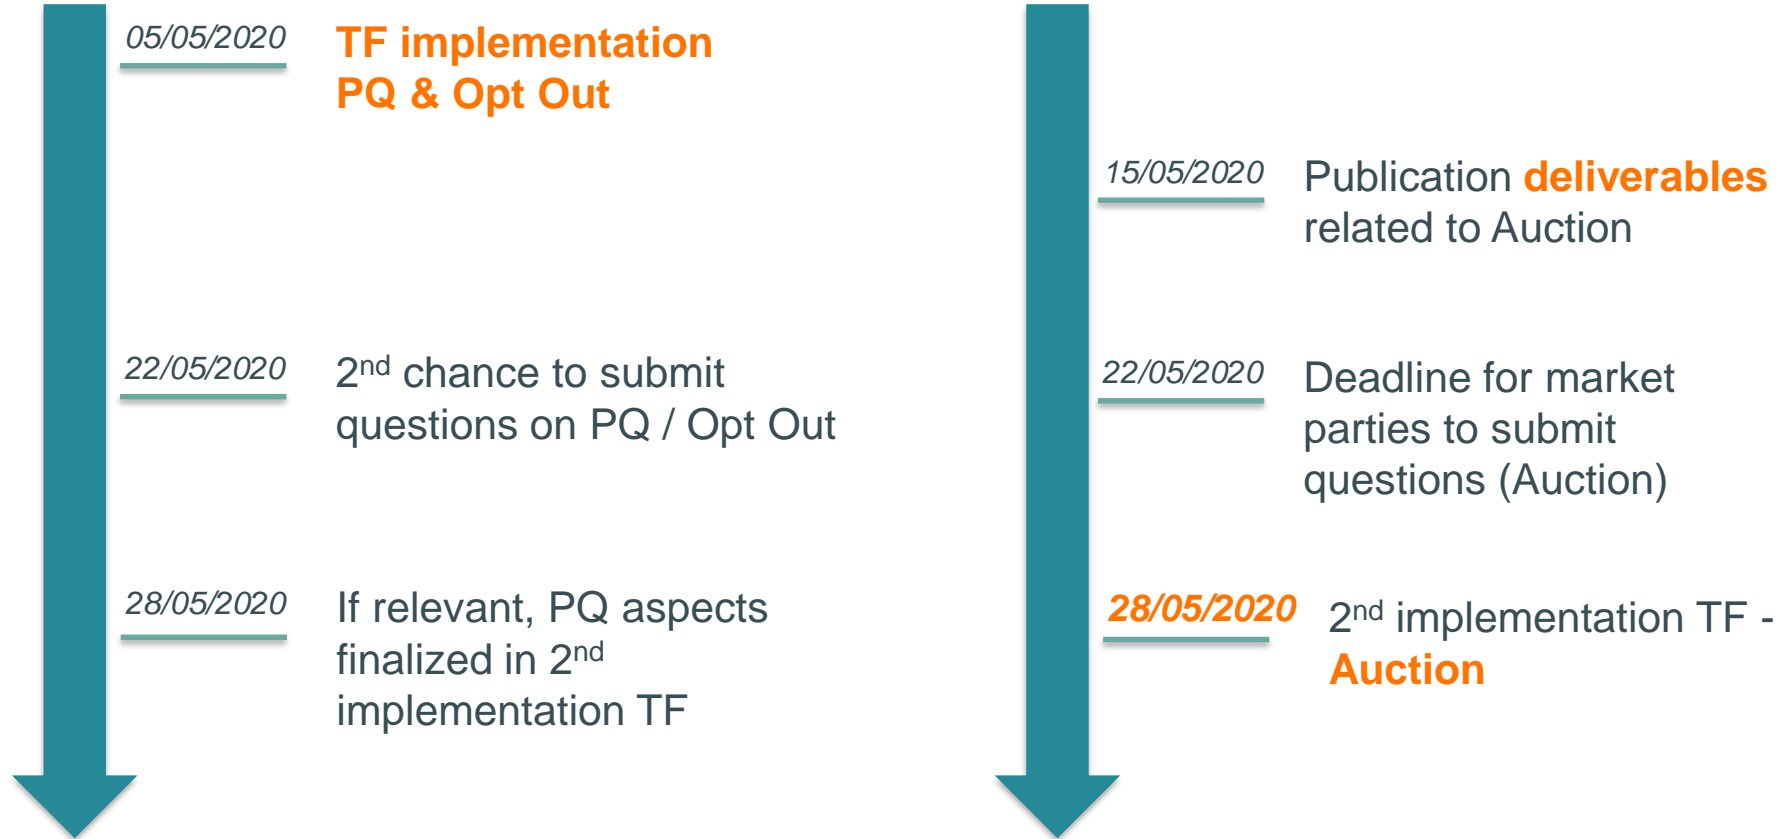 05/05/2020
TF implementation
PQ & Opt Out
22/05/2020
2nd chance to submit
questions on PQ / Opt Out
28/05/2020
If relevant, PQ aspects
finalized in 2nd
implementation TF
15/05/2020
Publication deliverables
related to Auction
22/05/2020
Deadline for market
parties to submit
questions (Auction)
28/05/2020
2nd implementation TF -
Auction